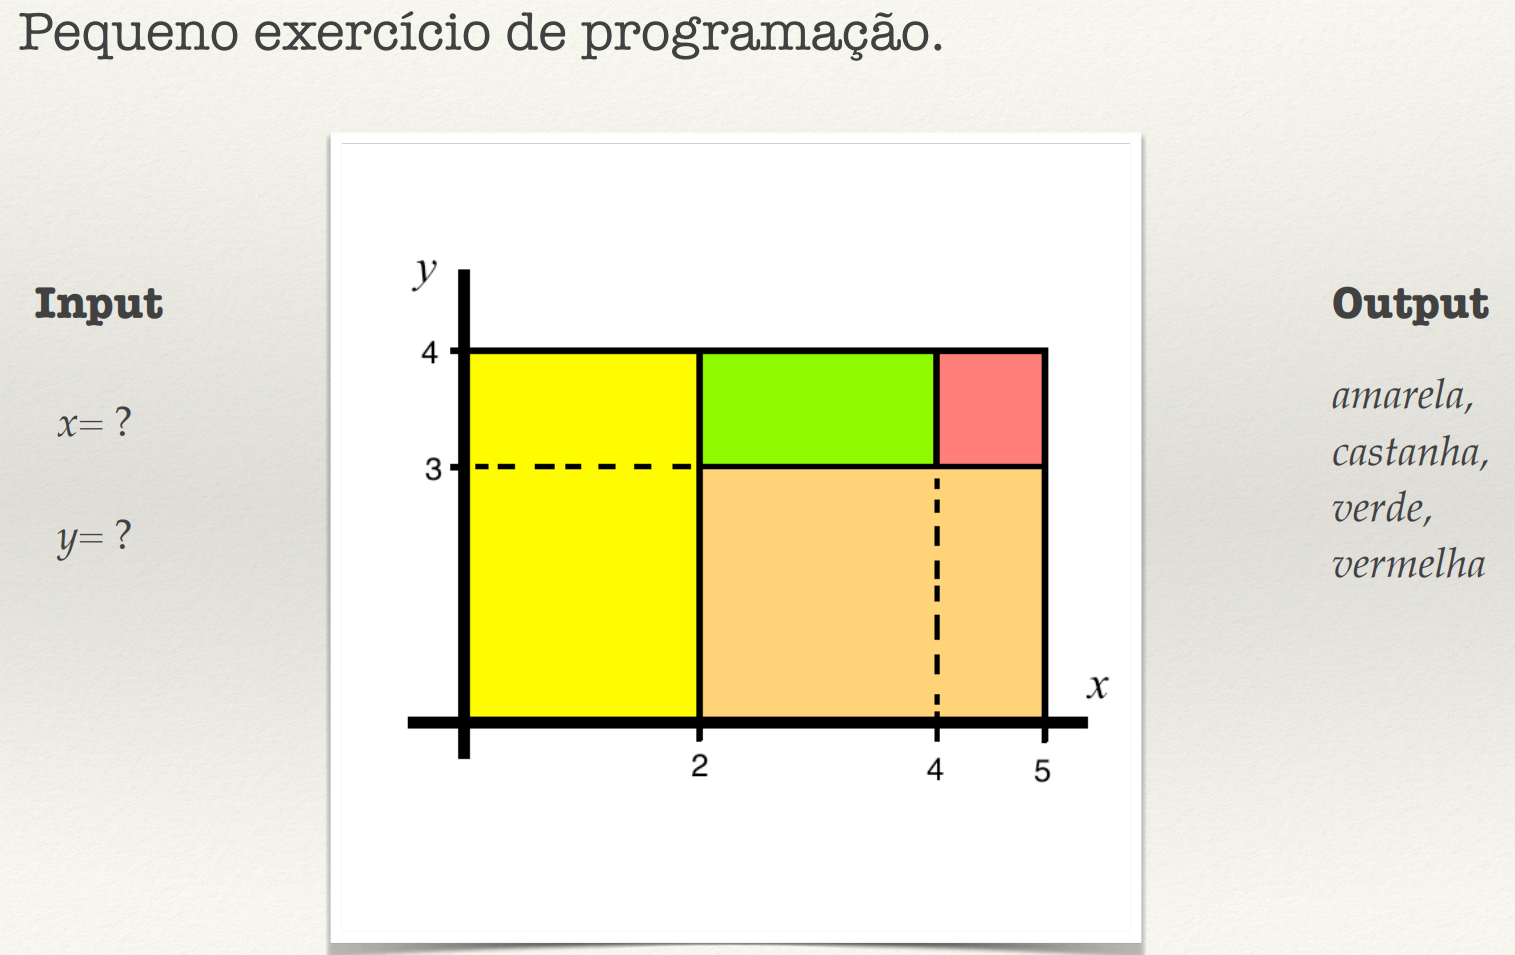 Pequeno exercício de programação.
Input
x= ?
y= ?
y
4
3
2
4
5
x
Output
amarela,
castanha,
verde,
vermelha